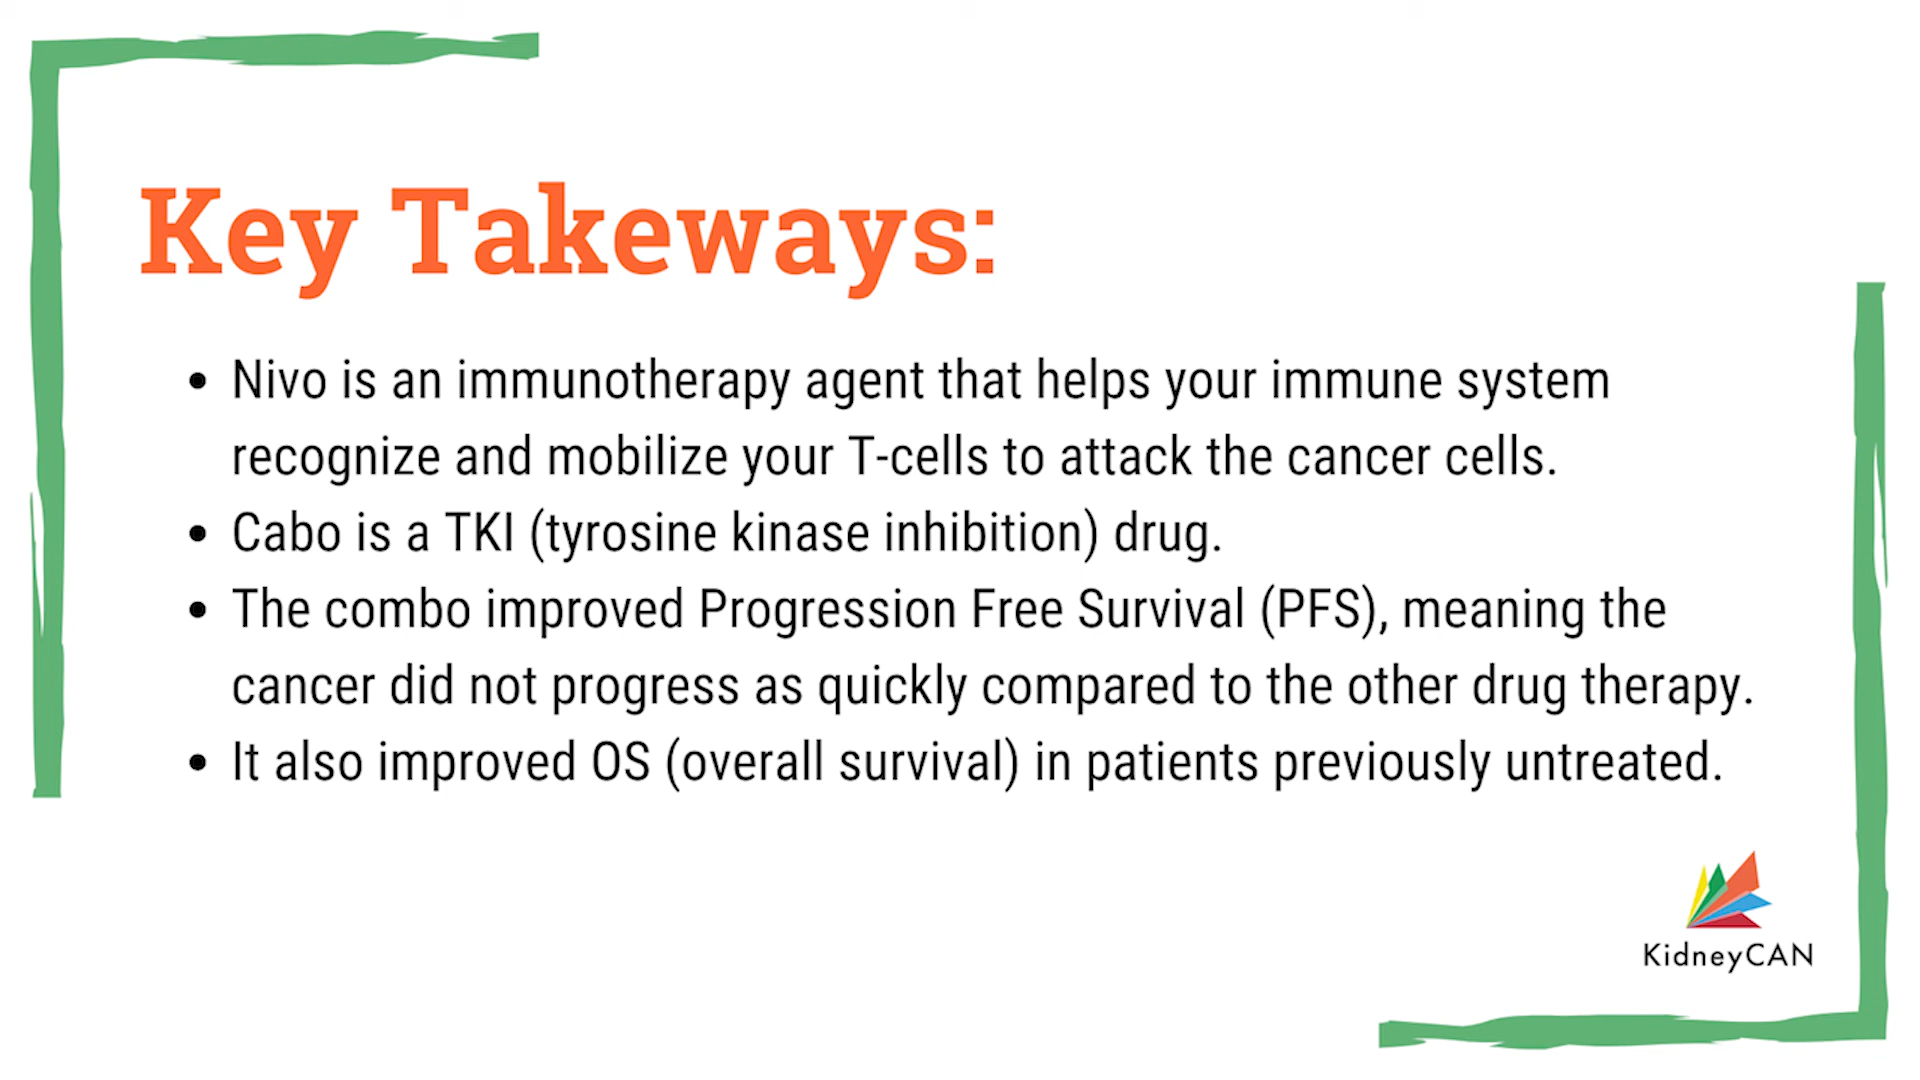 Key Takeways:
• Nivo is an immunotherapy agent that helps your immune system
recognize and mobilize your T-cells to attack the cancer cells.
• Cabo is a TKI (tyrosine kinase inhibition) drug.
• The combo improved Progression Free Survival (PFS), meaning the
cancer did not progress as quickly compared to the other drug therapy.
• It also improved OS (overall survival) in patients previously untreated.
KidneyCAN